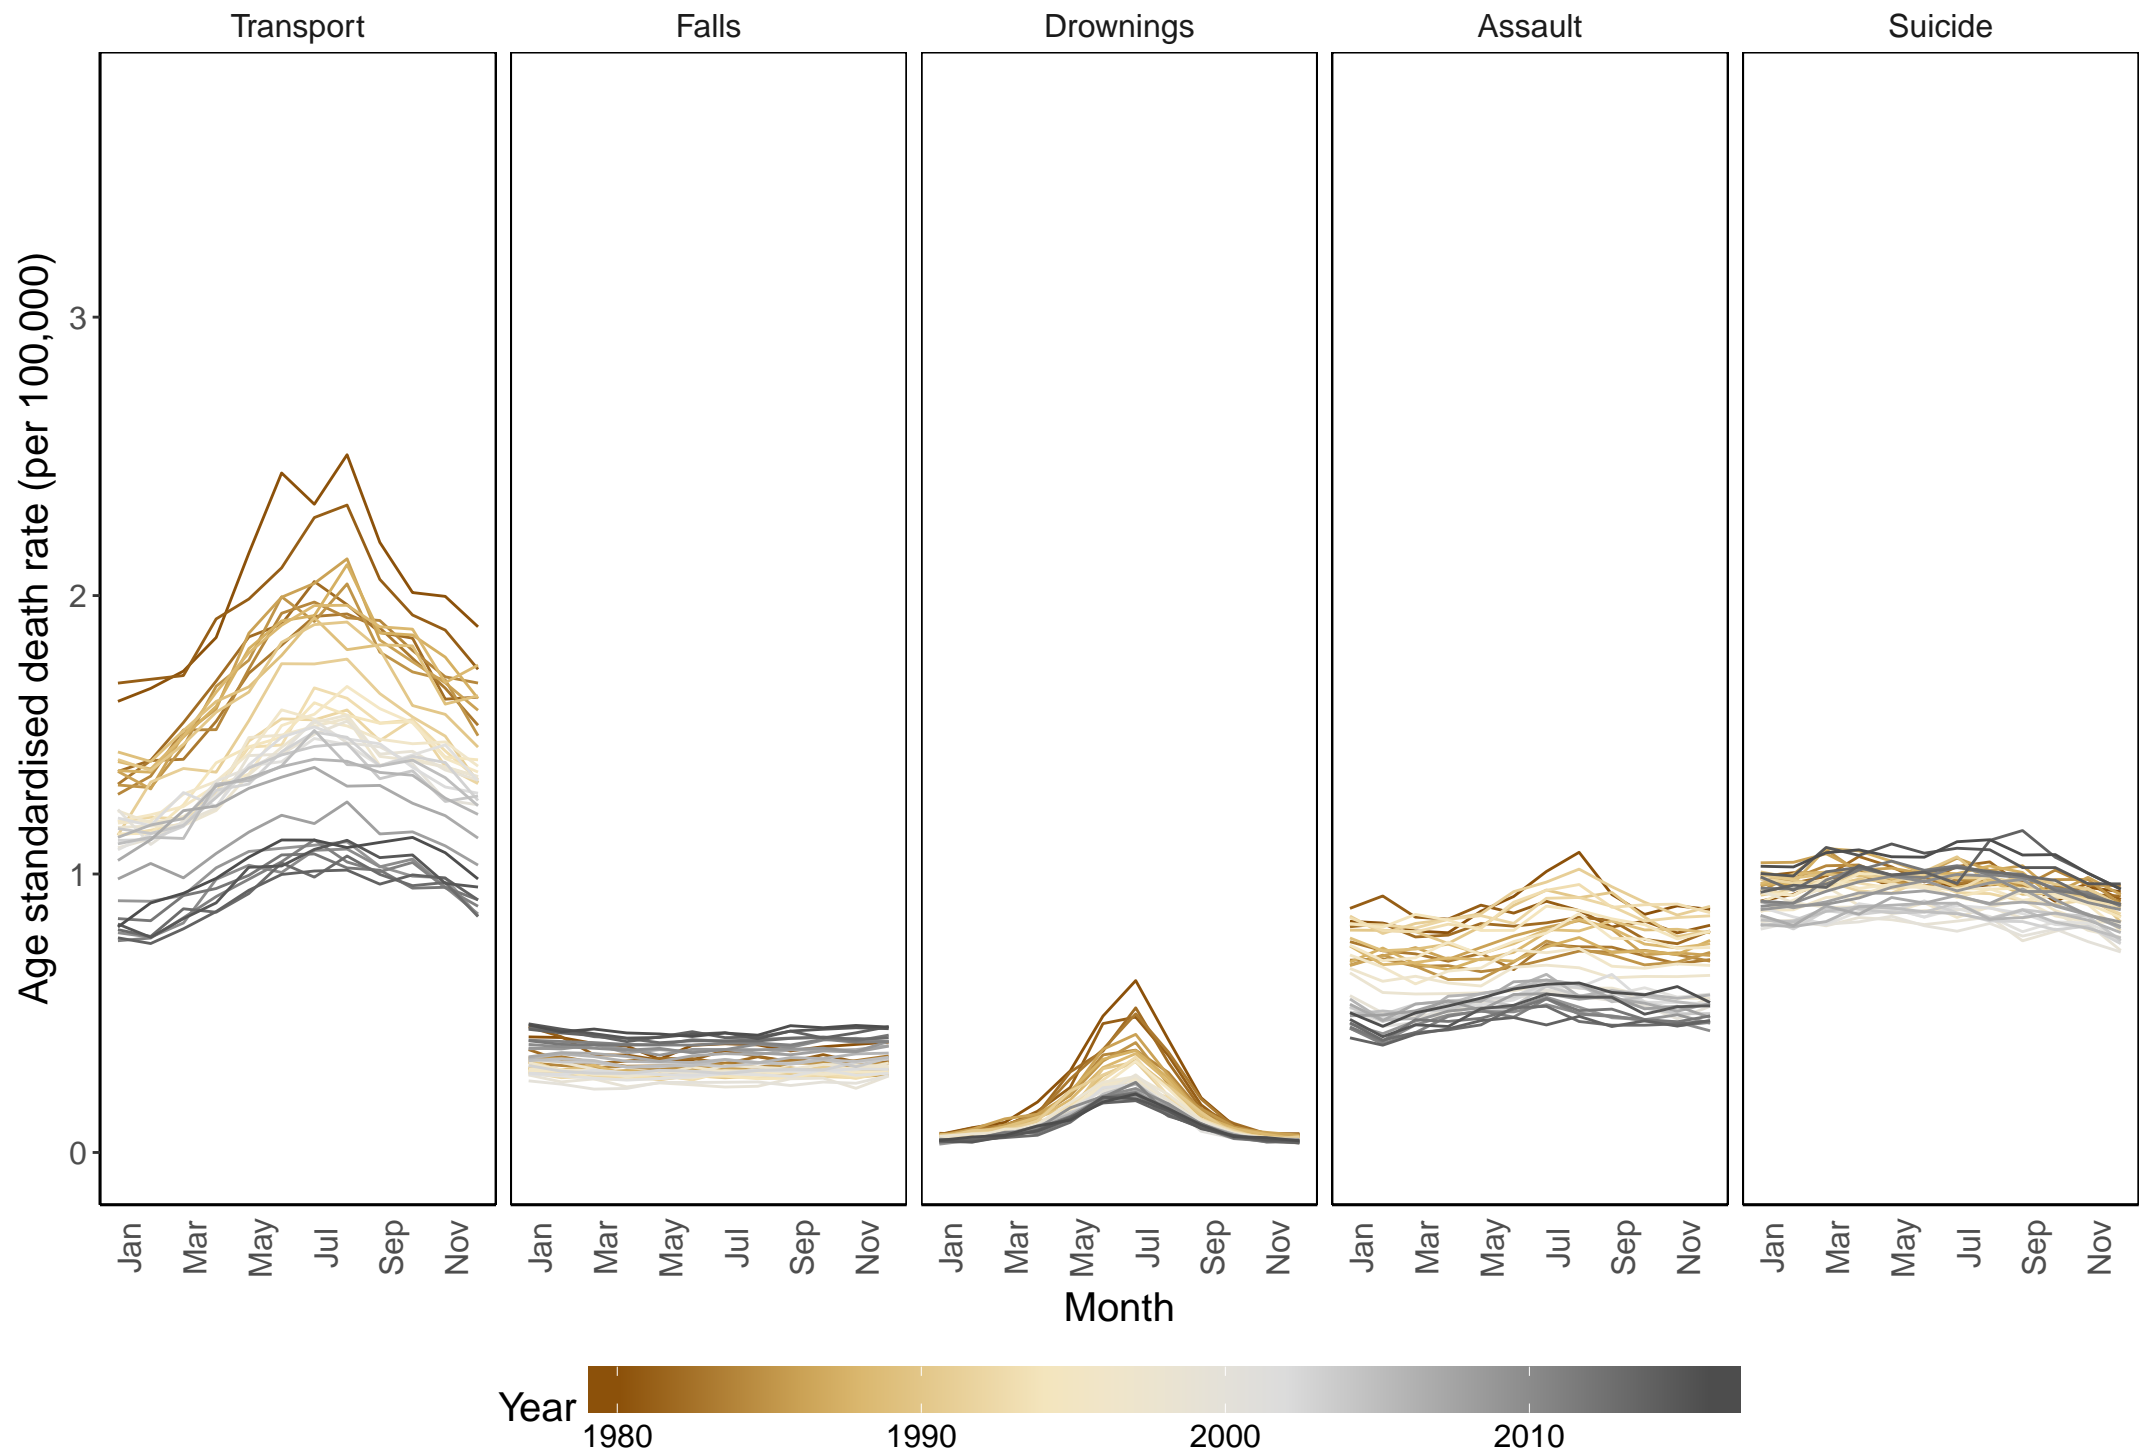 Transport Falls Drownings Assault Suicide
Age standardised death rate (per 100,000)
3
2
1
0
Jan Mar May Jul Sep Nov Jan Mar May Jul Sep Nov Jan Mar May Jul Sep Nov Jan Mar May Jul Sep Nov Jan Mar May Jul Sep Nov
Month
Year
1980 1990 2000 2010